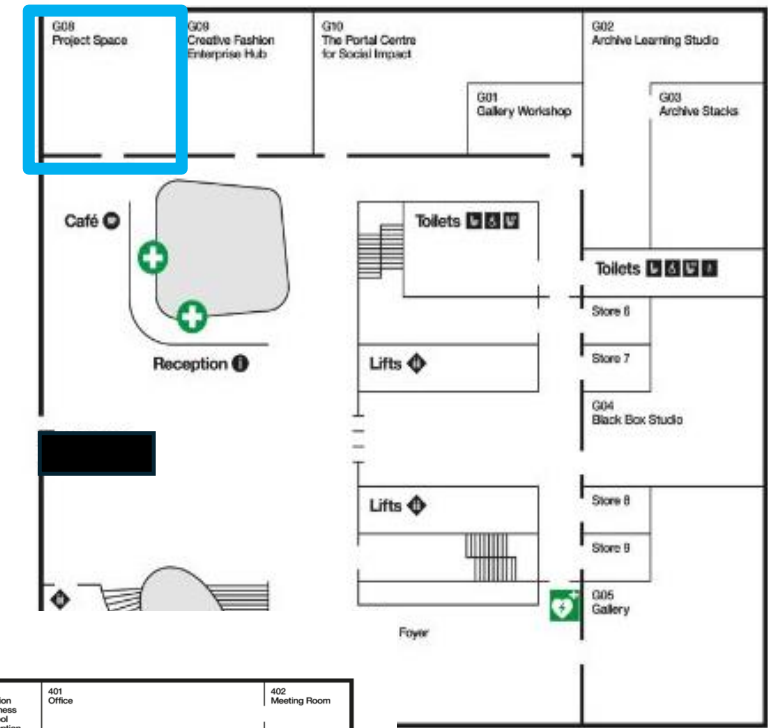 G08
Project Space
G09
Creative Fashion
Enterprise Hub
G10
The Portal Centre
for Social Impact
G01
Gallery Workshop
G02
Archive Learning Studio
G03
Archive Stacks
Café
Toilets
Toilets
Store 6
Reception
Lifts
Store 7
G04
Black Box Studio
Lifts
Store 8
Store 9
G05
Gallery
Foyer
401
Office
402
Meeting Room